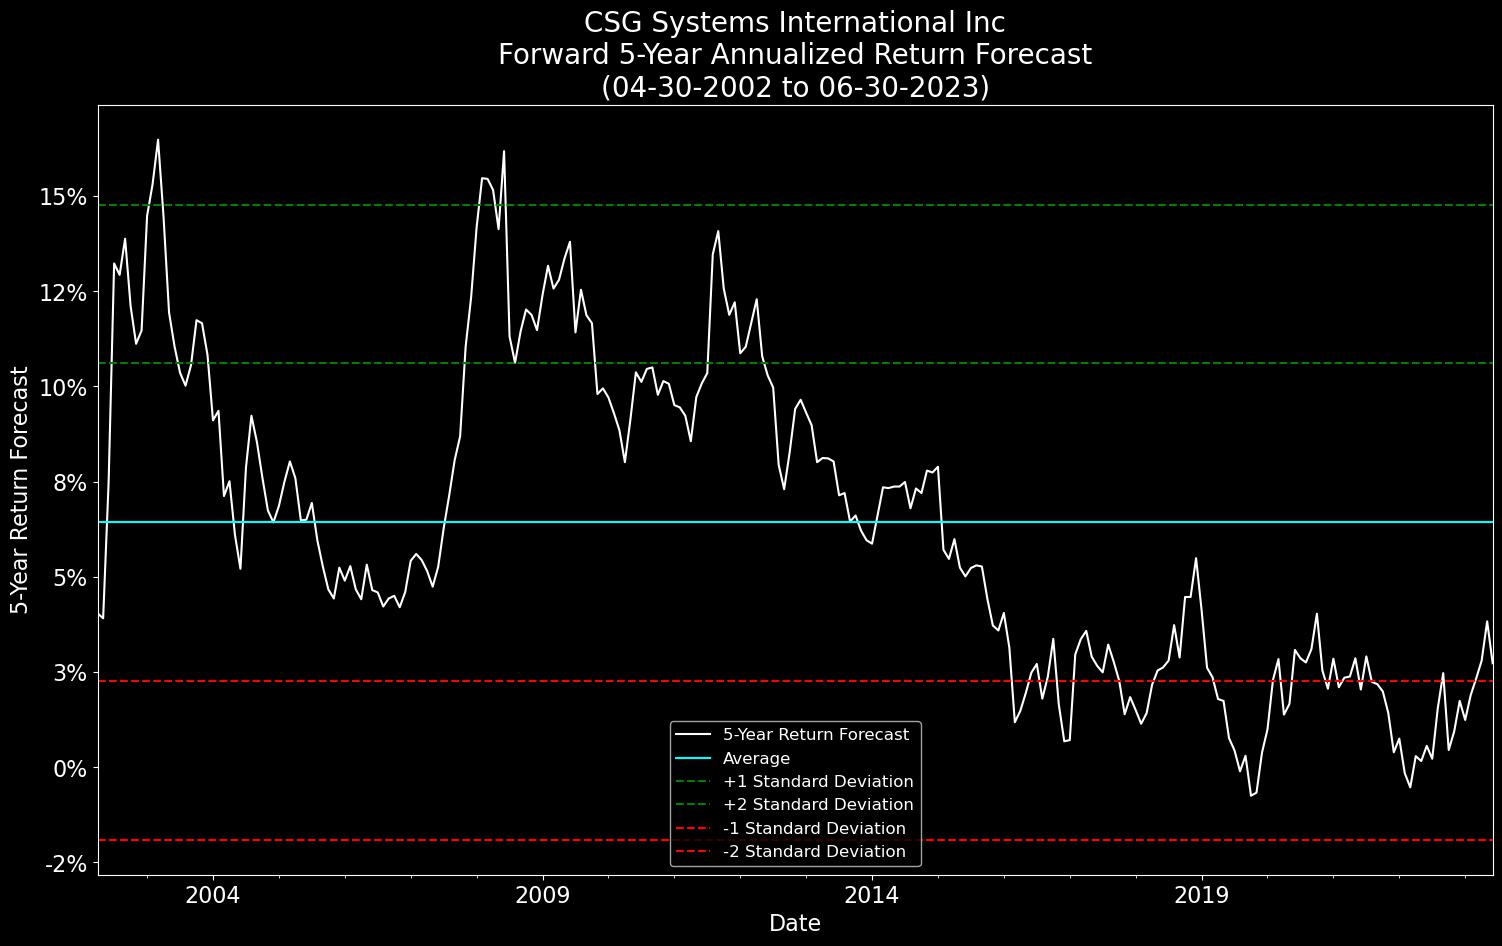 CSG Systems International Inc
Forward 5-Year Annualized Return Forecast
(04-30-2002 to 06-30-2023)
5-Year Return Forecast
15%
12%
10%
8%
5%
3%
0%
-2%
5-Year Return Forecast
Average
+1 Standard Deviation
+2 Standard Deviation
-1 Standard Deviation
-2 Standard Deviation
2004
2009
2014
2019
Date